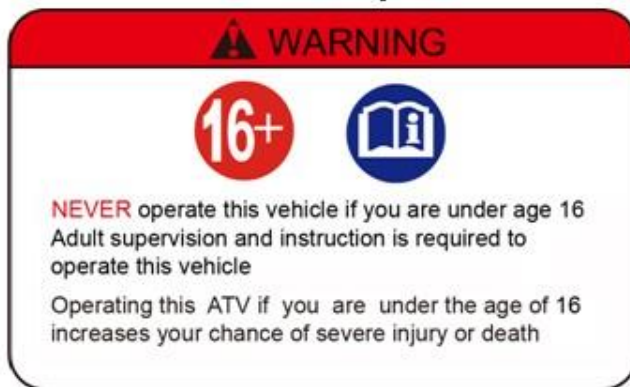 WARNING
16+
i
NEVER operate this vehicle if you are under age 16
Adult supervision and instruction is required to
operate this vehicle
Operating this ATV if you are under the age of 16
increases your chance of severe injury or death